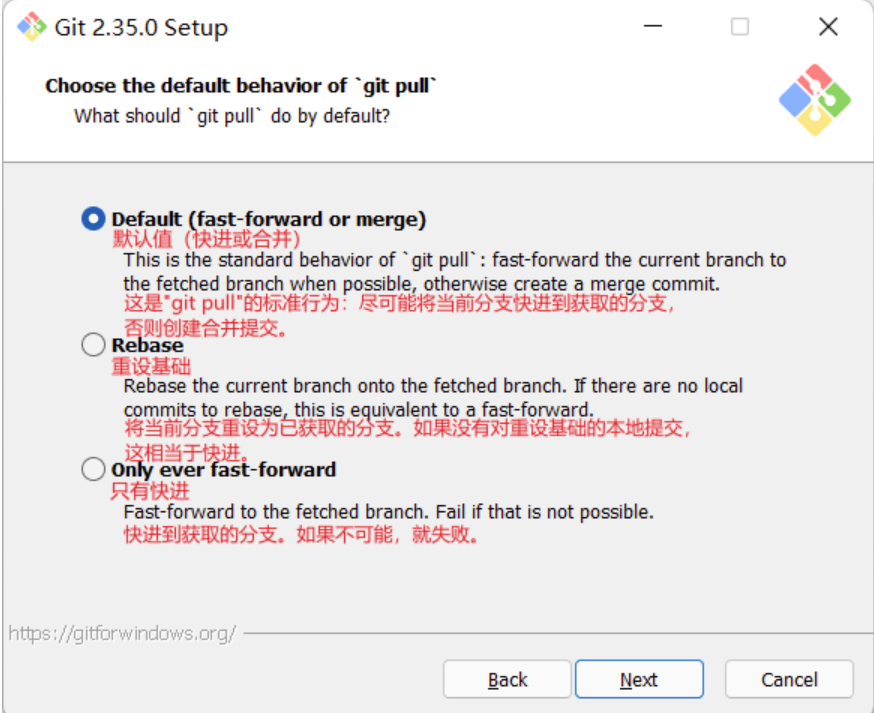 Git 2.35.0 Setup
Choose the default behavior of `git pull`
What should `git pull` do by default?
Default (fast-forward or merge)
默认值（快进或合并）
This is the standard behavior of `git pull`: fast-forward the current branch to
the fetched branch when possible, otherwise create a merge commit.
这是"git pull"的标准行为：尽可能将当前分支快进到获取的分支，
否则创建合并提交。
Rebase
重设基础
Rebase the current branch onto the fetched branch. If there are no local
commits to rebase, this is equivalent to a fast-forward.
将当前分支重设为已获取的分支。如果没有对重设基础的本地提交，
这相当于快进。
Only ever fast-forward
只有快进
Fast-forward to the fetched branch. Fail if that is not possible.
快进到获取的分支。如果不可能，就失败。
https://gitforwindows.org/
Back
Next
Cancel